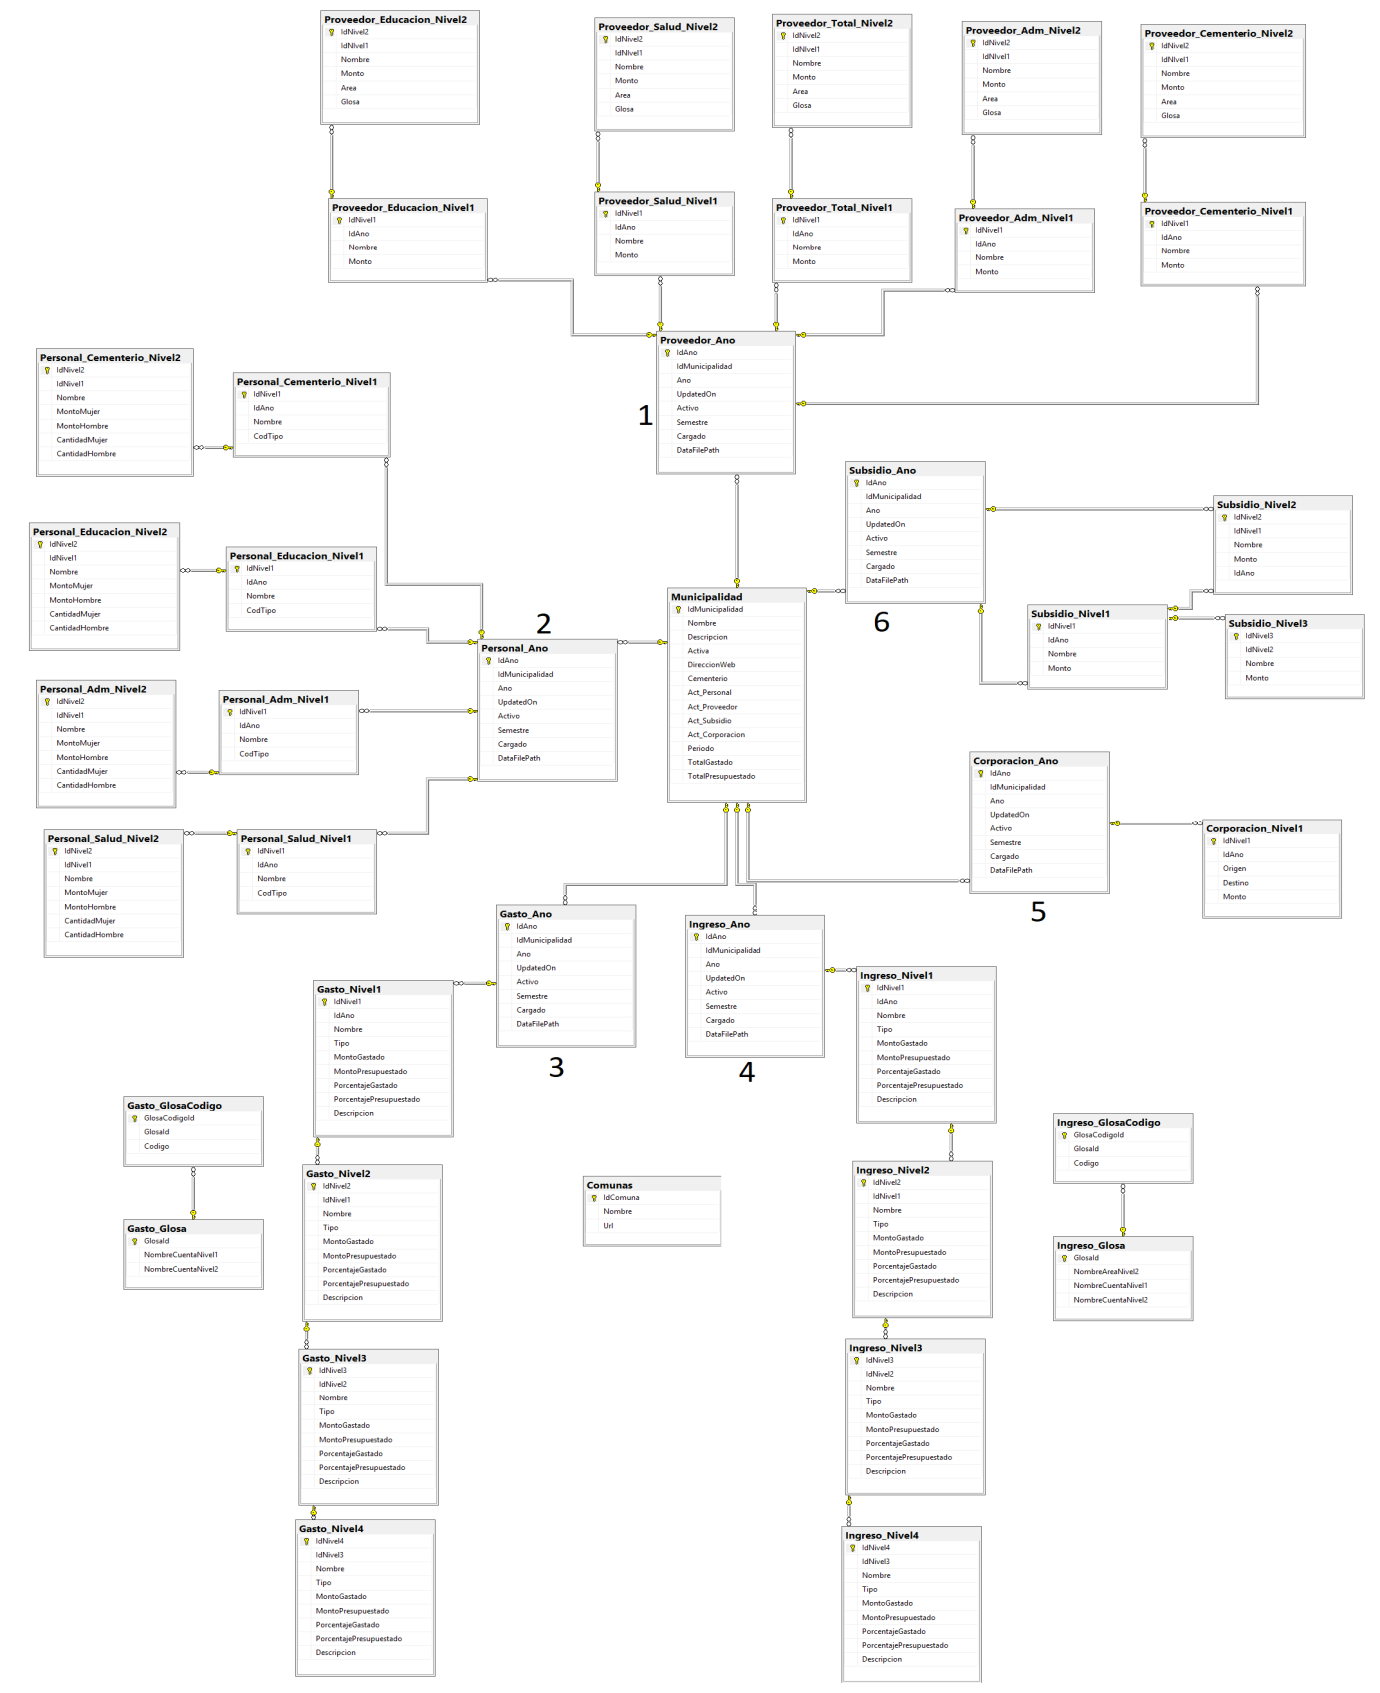 Proveedor_Educacion_Nivel2
IdNivel2
IdNivel1
Nombre
Monto
Area
Glosa
Proveedor_Salud_Nivel2
IdNivel2
IdNivel1
Nombre
Monto
Area
Glosa
Proveedor_Total_Nivel2
IdNivel2
IdNivel1
Nombre
Monto
Area
Glosa
Proveedor_Adm_Nivel2
IdNivel2
IdNivel1
Nombre
Monto
Area
Glosa
Proveedor_Cementerio_Nivel2
IdNivel2
IdNivel1
Nombre
Monto
Area
Glosa
Proveedor_Educacion_Nivel1
IdNivel1
IdAno
Nombre
Monto
Proveedor_Salud_Nivel1
IdNivel1
IdAno
Nombre
Monto
Proveedor_Total_Nivel1
IdNivel1
IdAno
Nombre
Monto
Proveedor_Adm_Nivel1
IdNivel1
IdAno
Nombre
Monto
Proveedor_Cementerio_Nivel1
IdNivel1
IdAno
Nombre
Monto
Proveedor_Ano
IdAno
IdMunicipalidad
Ano
UpdatedOn
Activo
Semestre
Cargado
DataFilePath
1
Personal_Cementerio_Nivel2
IdNivel2
IdNivel1
Nombre
MontoMujer
MontoHombre
CantidadMujer
CantidadHombre
Personal_Cementerio_Nivel1
IdNivel1
IdAno
Nombre
CodTipo
Personal_Educacion_Nivel2
IdNivel2
IdNivel1
Nombre
MontoMujer
MontoHombre
CantidadMujer
CantidadHombre
Personal_Educacion_Nivel1
IdNivel1
IdAno
Nombre
CodTipo
Personal_Adm_Nivel2
IdNivel2
IdNivel1
Nombre
MontoMujer
MontoHombre
CantidadMujer
CantidadHombre
Personal_Adm_Nivel1
IdNivel1
IdAno
Nombre
CodTipo
Personal_Salud_Nivel2
IdNivel2
IdNivel1
Nombre
MontoMujer
MontoHombre
CantidadMujer
CantidadHombre
Personal_Salud_Nivel1
IdNivel1
IdAno
Nombre
CodTipo
2
Personal_Ano
IdAno
IdMunicipalidad
Ano
UpdatedOn
Activo
Semestre
Cargado
DataFilePath
Municipalidad
IdMunicipalidad
Nombre
Descripcion
Activa
DireccionWeb
Cementerio
Act_Personal
Act_Proveedor
Act_Subsidio
Act_Corporacion
Periodo
TotalGastado
TotalPresupuestado
Subsidio_Ano
IdAno
IdMunicipalidad
Ano
UpdatedOn
Activo
Semestre
Cargado
DataFilePath
6
Subsidio_Nivel2
IdNivel2
IdNivel1
Nombre
Monto
IdAno
Subsidio_Nivel1
IdNivel1
IdAno
Nombre
Monto
Subsidio_Nivel3
IdNivel3
IdNivel2
Nombre
Monto
Corporacion_Ano
IdAno
IdMunicipalidad
Ano
UpdatedOn
Activo
Semestre
Cargado
DataFilePath
5
Corporacion_Nivel1
IdNivel1
IdAno
Origen
Destino
Monto
Gasto_Ano
IdAno
IdMunicipalidad
Ano
UpdatedOn
Activo
Semestre
Cargado
DataFilePath
3
Ingreso_Ano
IdAno
IdMunicipalidad
Ano
UpdatedOn
Activo
Semestre
Cargado
DataFilePath
4
Gasto_Nivel1
IdNivel1
IdAno
Nombre
Tipo
MontoGastado
MontoPresupuestado
PorcentajeGastado
PorcentajePresupuestado
Descripcion
Ingreso_Nivel1
IdNivel1
IdAno
Nombre
Tipo
MontoGastado
MontoPresupuestado
PorcentajeGastado
PorcentajePresupuestado
Descripcion
Gasto_GlosaCodigo
GlosaCodigoId
GlosaId
Codigo
Gasto_Glosa
GlosaId
NombreCuentaNivel1
NombreCuentaNivel2
Gasto_Nivel2
IdNivel2
IdNivel1
Nombre
Tipo
MontoGastado
MontoPresupuestado
PorcentajeGastado
PorcentajePresupuestado
Descripcion
Comunas
IdComuna
Nombre
Url
Ingreso_Nivel2
IdNivel2
IdNivel1
Nombre
Tipo
MontoGastado
MontoPresupuestado
PorcentajeGastado
PorcentajePresupuestado
Descripcion
Ingreso_GlosaCodigo
GlosaCodigoId
GlosaId
Codigo
Ingreso_Glosa
GlosaId
NombreAreaNivel2
NombreCuentaNivel1
NombreCuentaNivel2
Gasto_Nivel3
IdNivel3
IdNivel2
Nombre
Tipo
MontoGastado
MontoPresupuestado
PorcentajeGastado
PorcentajePresupuestado
Descripcion
Ingreso_Nivel3
IdNivel3
IdNivel2
Nombre
Tipo
MontoGastado
MontoPresupuestado
PorcentajeGastado
PorcentajePresupuestado
Descripcion
Gasto_Nivel4
IdNivel4
IdNivel3
Nombre
Tipo
MontoGastado
MontoPresupuestado
PorcentajeGastado
PorcentajePresupuestado
Descripcion
Ingreso_Nivel4
IdNivel4
IdNivel3
Nombre
Tipo
MontoGastado
MontoPresupuestado
PorcentajeGastado
PorcentajePresupuestado
Descripcion